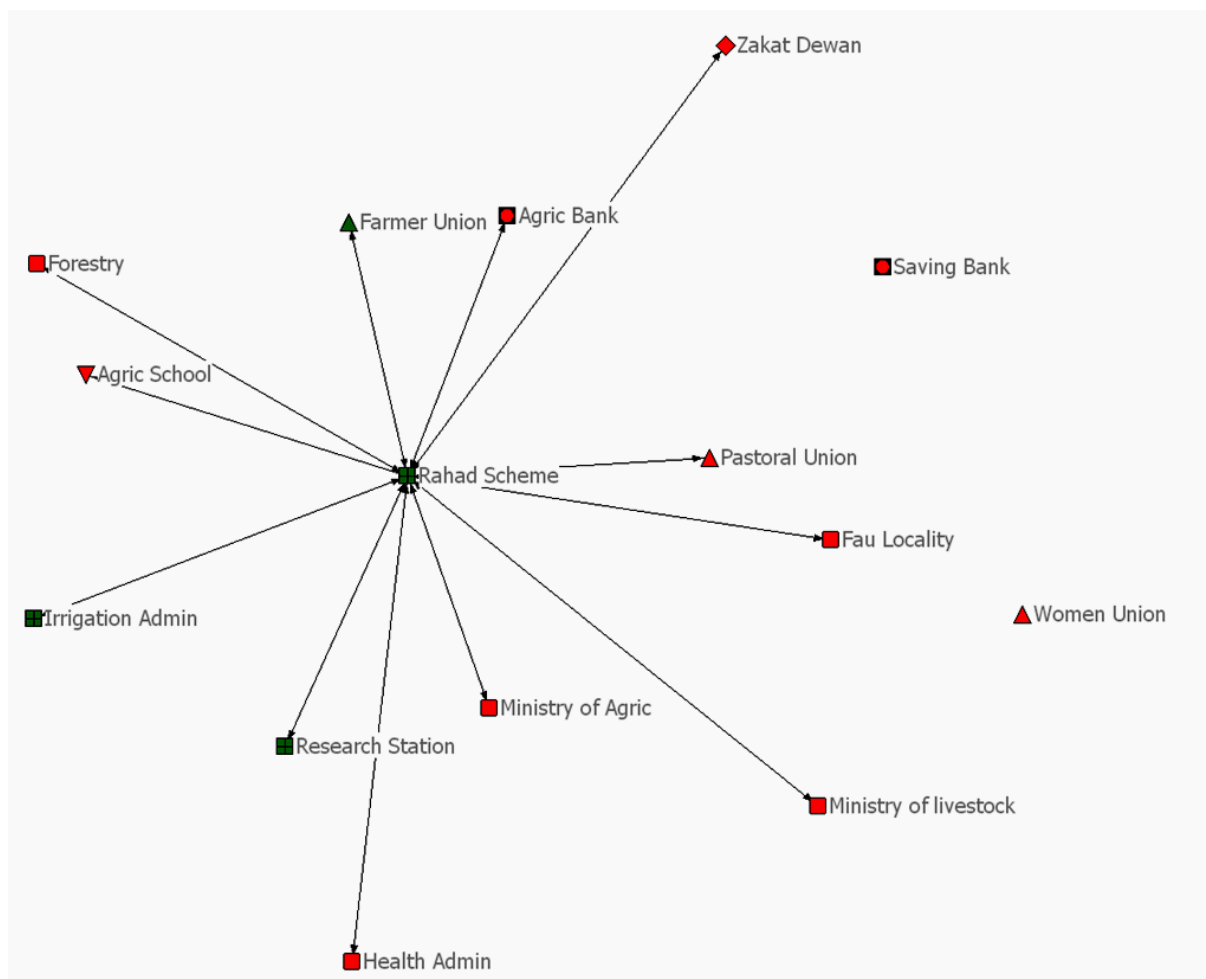 Zakat Dewan
Farmer Union
Agric Bank
Forestry
Saving Bank
Agric School
Pastoral Union
Rahad Scheme
Fau Locality
Irrigation Admin
Women Union
Ministry of Agric
Research Station
Ministry of livestock
Health Admin